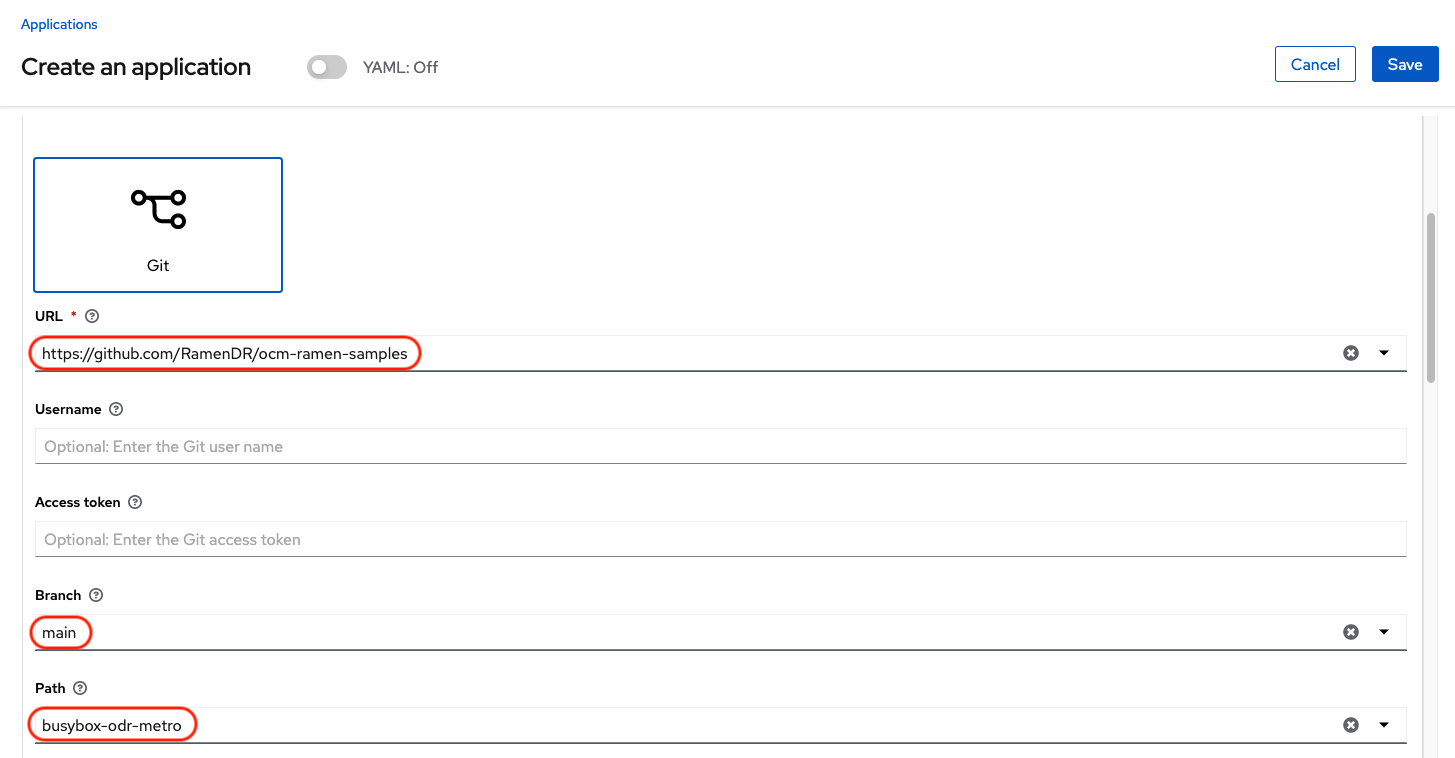 Applications
Create an application YAML: Off Cancel Save
Git
URL *
https://github.com/RamenDR/ocm-ramen-samples
Username
Optional: Enter the Git user name
Access token
Optional: Enter the Git access token
Branch
main
Path
busybox-odr-metro